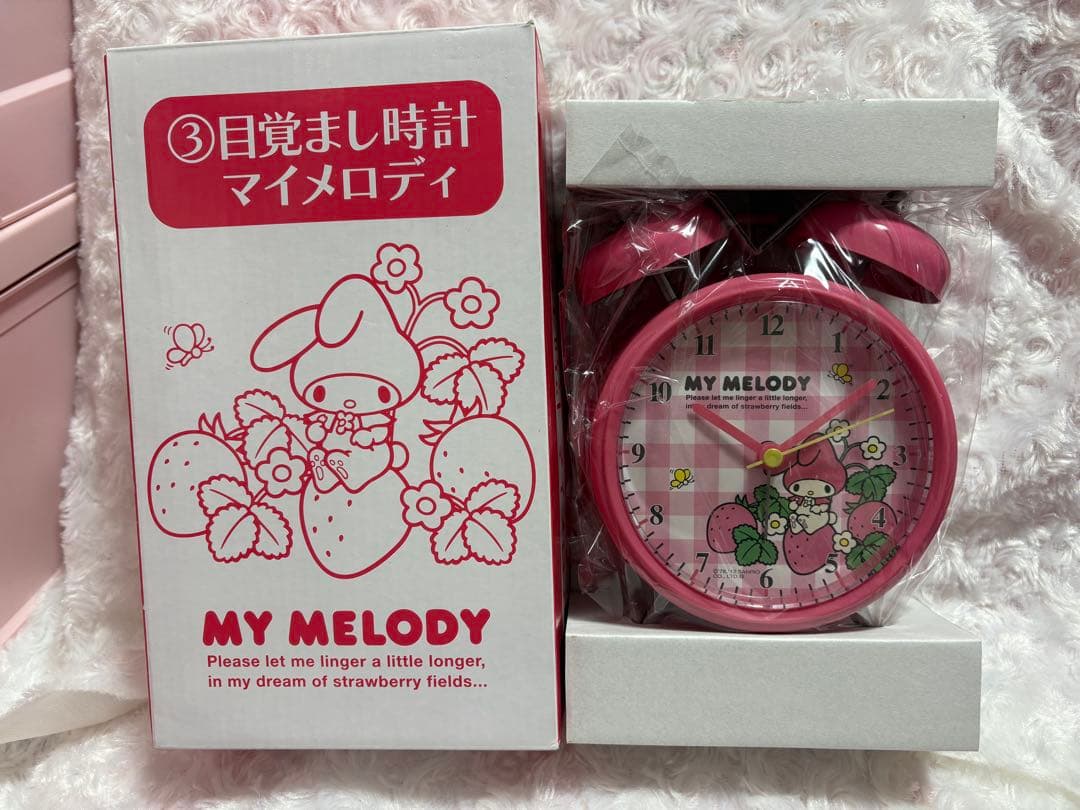 ③目覚まし時計
マイメロディ
MY MELODY
Please let me linger a little longer,
in my dream of strawberry fields...
12
1
2
3
4
5
6
7
8
9
10
11
MY MELODY
Please let me linger a little longer,
in my dream of strawberry fields...
CO., LTD.